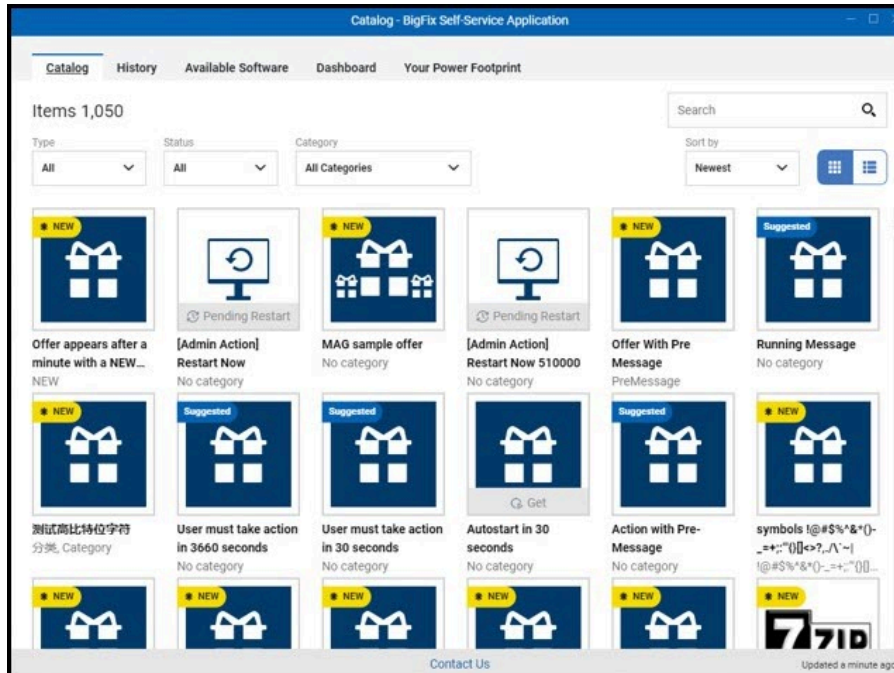 Catalog - BigFix Self-Service Application
Catalog History Available Software Dashboard Your Power Footprint
Items 1,050
Search
Type Status Category Sort by
All All All Categories Newest
NEW NEW NEW Suggested
Pending Restart Pending Restart
Offer appears after a [Admin Action] MAG sample offer [Admin Action] Offer With Pre Running Message
minute with a NEW... Restart Now No category Restart Now 510000 Message No category
NEW No category No category PreMessage
NEW Suggested Suggested Suggested NEW
Get
测试高比特位字符 User must take action User must take action Autostart in 30 Action with Pre- symbols !@#$%^&*()-
分类, Category in 3660 seconds in 30 seconds seconds Message _=+;:'"{}[]<>?,./\`~|
No category No category No category No category !@#$%^&*()-_=+;:'"{}[]...
NEW NEW NEW NEW NEW NEW
7 ZIP
Contact Us
Updated a minute ago